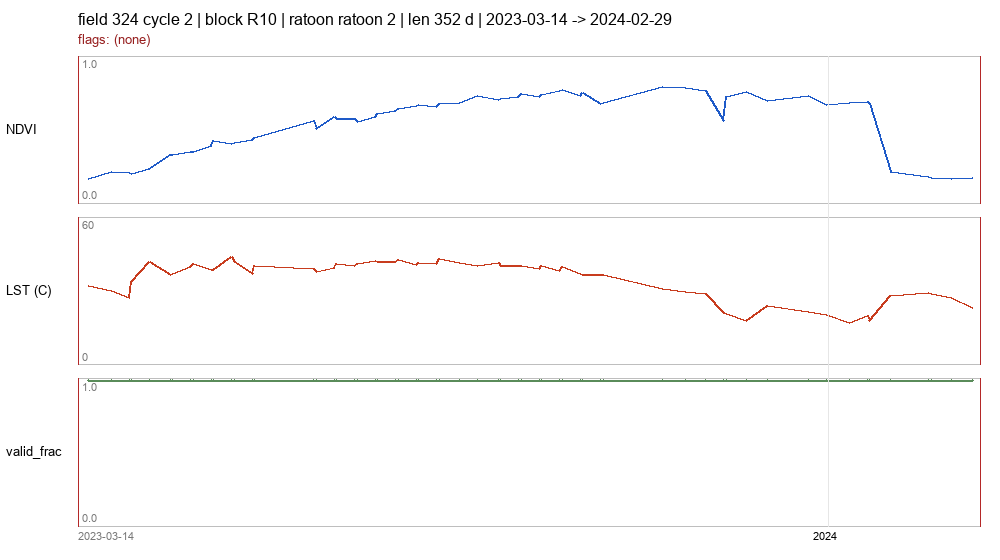 field 324 cycle 2 | block R10 | ratoon ratoon 2 | len 352 d | 2023-03-14 -> 2024-02-29
flags: (none)
1.0
NDVI
0.0
60
LST (C)
0
1.0
valid_frac
0.0
2023-03-14 2024